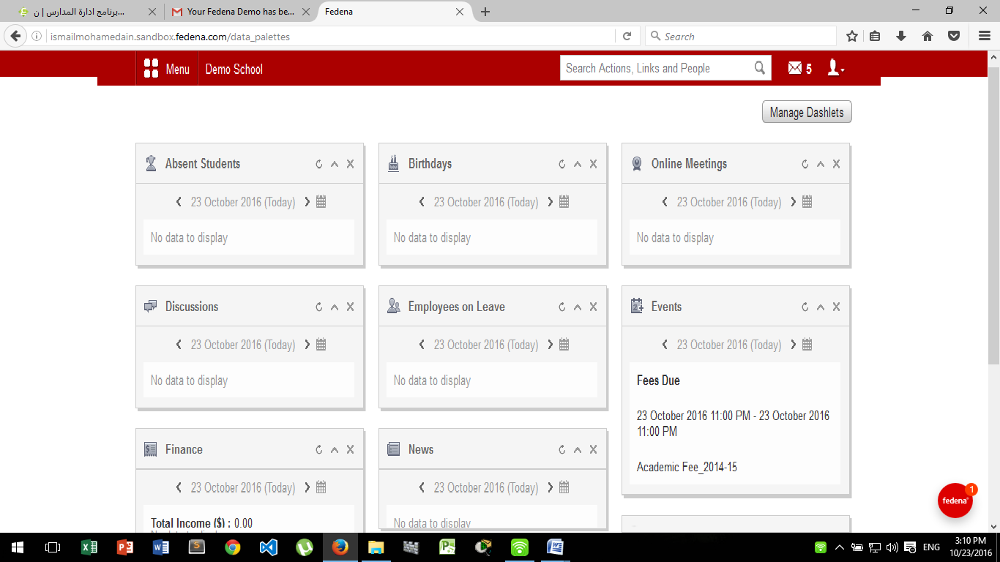 برنامج ادارة المدارس | ن...
Your Fedena Demo has be...
Fedena
ismailmohamedain.sandbox.fedena.com/data_palettes
Search
Menu
Demo School
Search Actions, Links and People
5
Manage Dashlets
Absent Students
23 October 2016 (Today)
No data to display
Birthdays
23 October 2016 (Today)
No data to display
Online Meetings
23 October 2016 (Today)
No data to display
Discussions
23 October 2016 (Today)
No data to display
Employees on Leave
23 October 2016 (Today)
No data to display
Events
23 October 2016 (Today)
Fees Due
23 October 2016 11:00 PM - 23 October 2016
11:00 PM
Academic Fee_2014-15
Finance
23 October 2016 (Today)
Total Income ($) : 0.00
News
23 October 2016 (Today)
No data to display
fedena
1
ENG
3:10 PM
10/23/2016